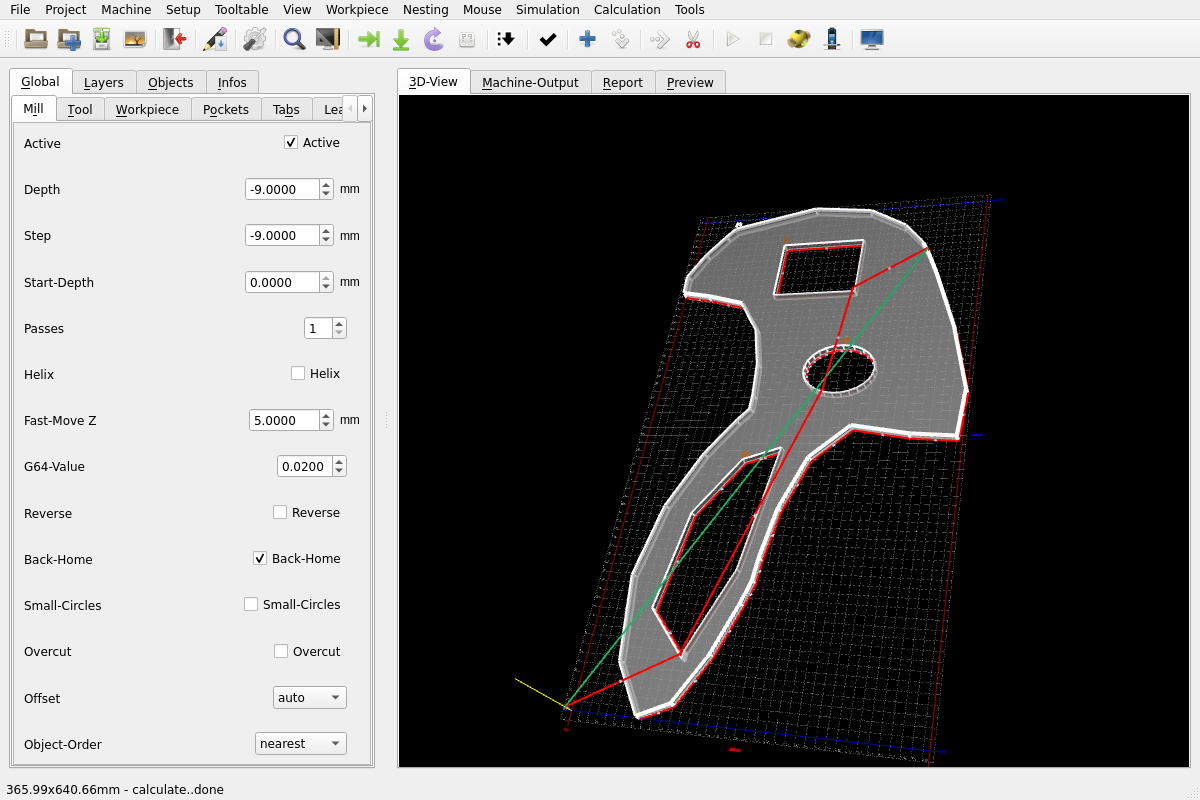 File Project Machine Setup Tooltable View Workpiece Nesting Mouse Simulation Calculation Tools
Global Layers Objects Infos
3D-View Machine-Output Report Preview
Mill Tool Workpiece Pockets Tabs Lea
Active Active
Depth -9.0000 mm
Step -9.0000 mm
Start-Depth 0.0000 mm
Passes 1
Helix Helix
Fast-Move Z 5.0000 mm
G64-Value 0.0200
Reverse Reverse
Back-Home Back-Home
Small-Circles Small-Circles
Overcut Overcut
Offset auto
Object-Order nearest
365.99x640.66mm - calculate..done